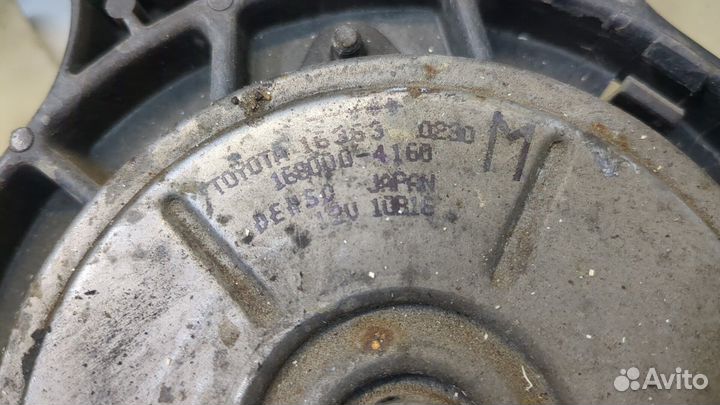 TOYOTA 16363 0230
168000-4160 M
DENSO JAPAN
12V 10R16
Avito